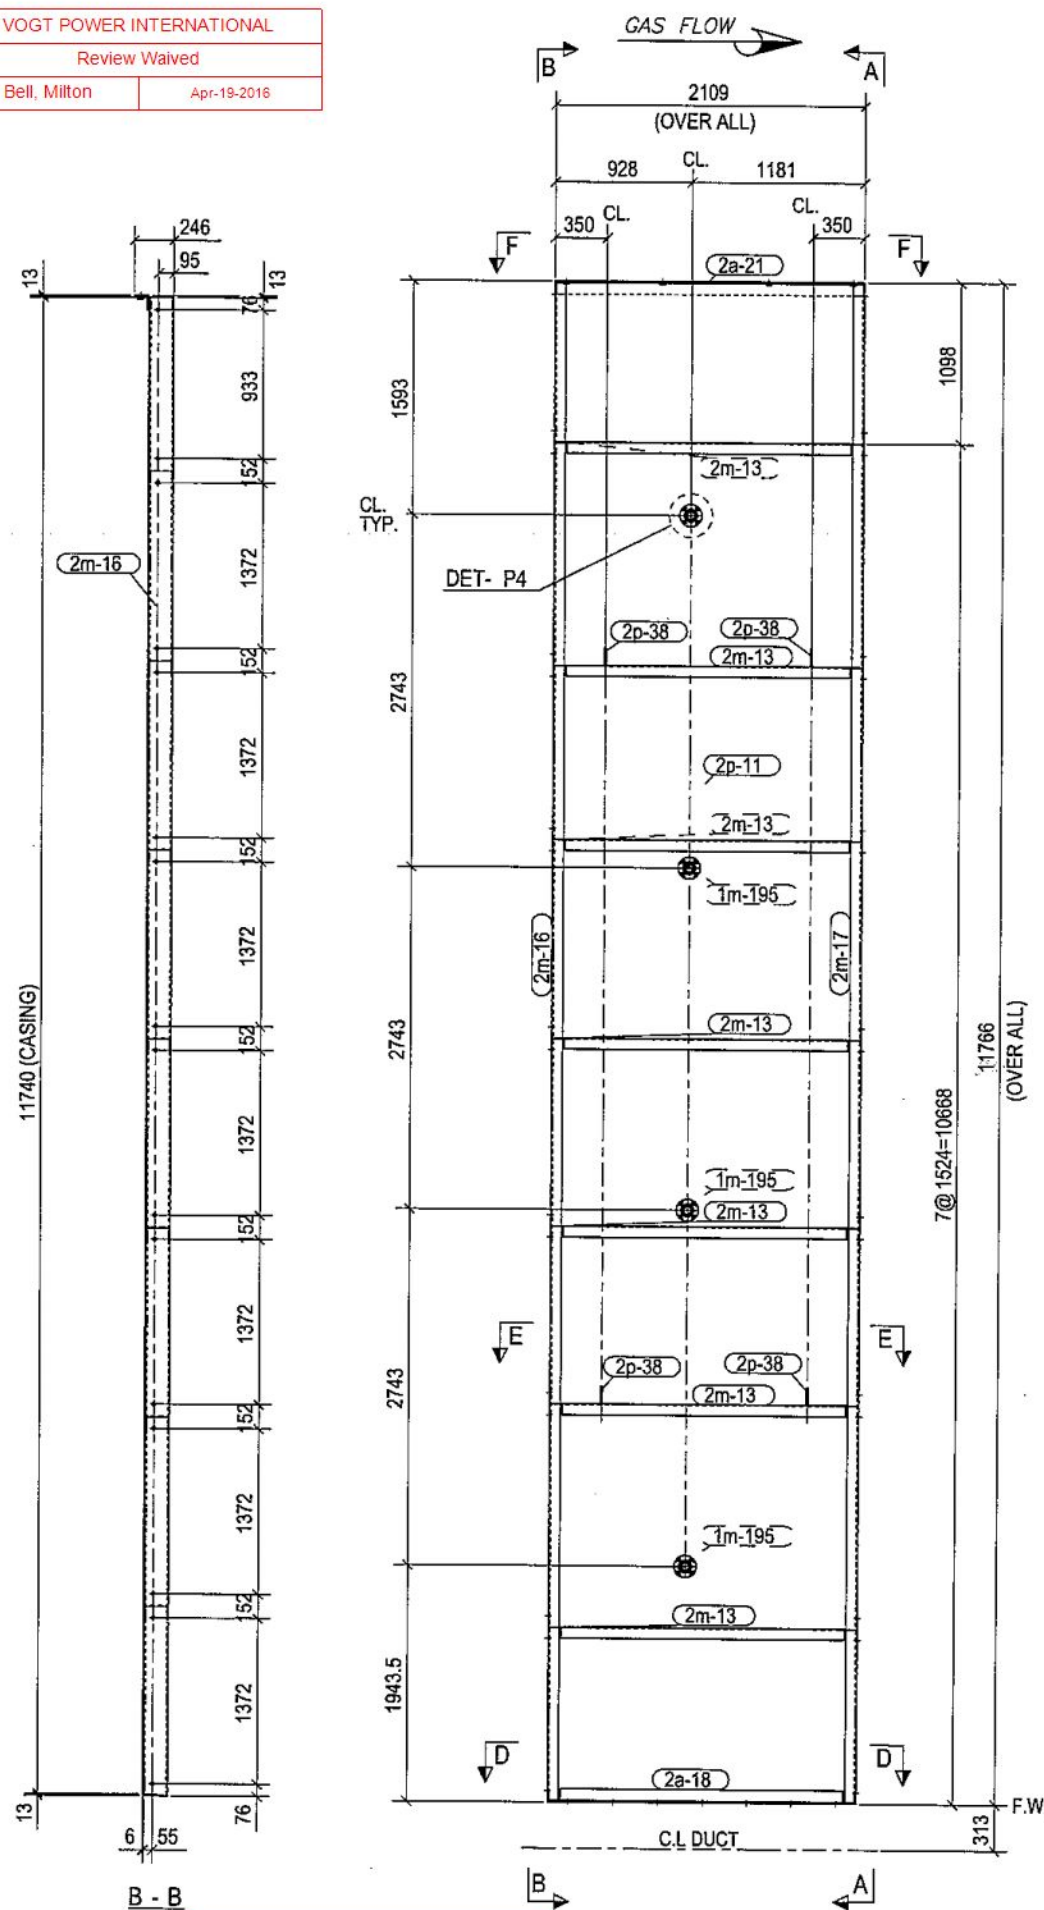 VOGT POWER INTERNATIONAL
Review Waived
Bell, Milton
Apr-19-2016
GAS FLOW
B
A
2109
(OVER ALL)
CL.
928
1181
CL.
CL.
350
350
F
F
2a-21
246
95
13
13
76
933
152
1372
152
1372
152
1372
152
1372
152
1372
152
1372
152
1372
76
2m-16
11740 (CASING)
13
6
55
B - B
1593
CL.
TYP.
2743
2743
2743
1943.5
1098
2m-13
DET- P4
2p-38
2p-38
2m-13
2p-11
2m-13
1m-195
2m-16
2m-17
2m-13
1m-195
2m-13
E
E
2p-38
2p-38
2m-13
1m-195
2m-13
D
D
2a-18
7@1524=10668
11766
(OVER ALL)
F.W
313
C.L DUCT
B
A